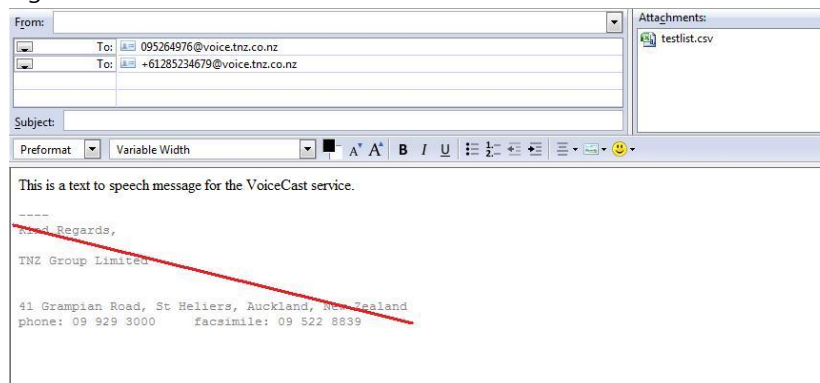 From:
Attachments:
To: 095264976@voice.tnz.co.nz
testlist.csv
To: +61285234679@voice.tnz.co.nz
Subject:
Preformat Variable Width A A B I U
This is a text to speech message for the VoiceCast service.
----
Kind Regards,
TNZ Group Limited
41 Grampian Road, St Heliers, Auckland, New Zealand
phone: 09 929 3000 facsimile: 09 522 8839